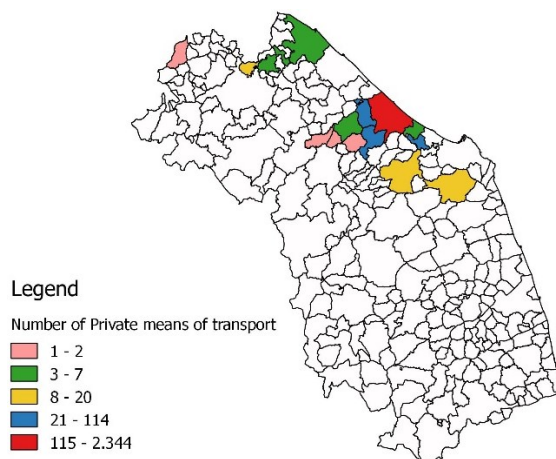 Legend
Number of Private means of transport
1 - 2
3 - 7
8 - 20
21 - 114
115 - 2.344